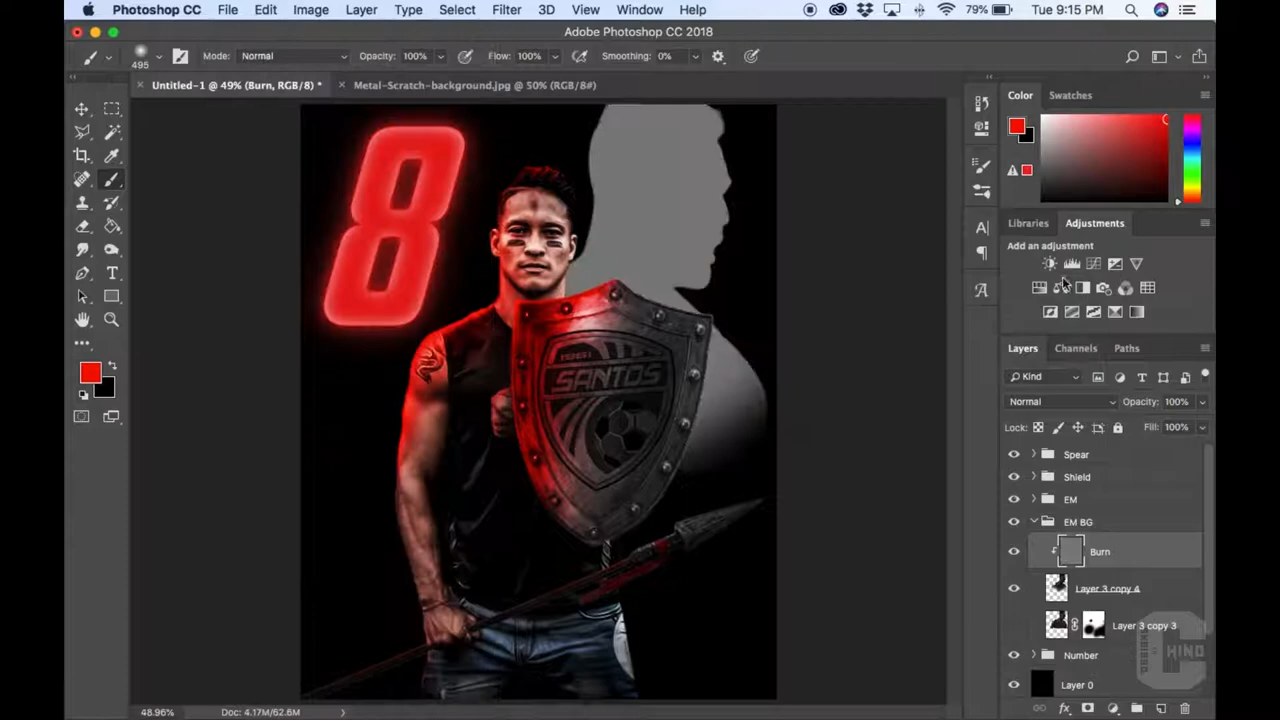 Photoshop CC File Edit Image Layer Type Select Filter 3D View Window Help 79% Tue 9:15 PM
Adobe Photoshop CC 2018
495 Mode: Normal Opacity: 100% Flow: 100% Smoothing: 0%
Untitled-1 @ 49% (Burn, RGB/8) * Metal-Scratch-background.jpg @ 50% (RGB/8#)
Color Swatches
8
Libraries Adjustments
Add an adjustment
SANTOS
Layers Channels Paths
Kind
Normal Opacity: 100%
Lock: Fill: 100%
Spear
Shield
EM
EM BG
Burn
Layer 3 copy 4
Layer 3 copy 3
Number
Layer 0
48.96% Doc: 4.17M/62.6M